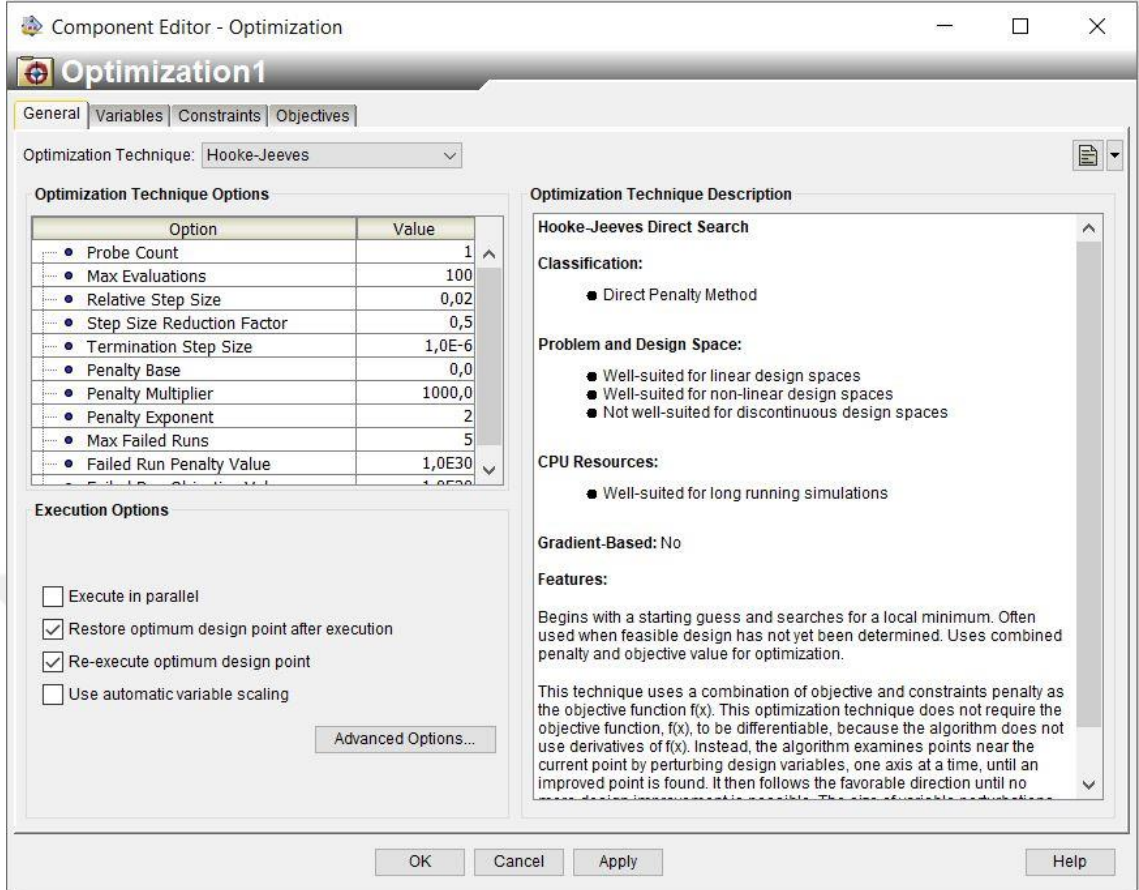 Component Editor - Optimization
Optimization1
General Variables Constraints Objectives
Optimization Technique: Hooke-Jeeves
Optimization Technique Options
Option Value
Probe Count 1
Max Evaluations 100
Relative Step Size 0,02
Step Size Reduction Factor 0,5
Termination Step Size 1,0E-6
Penalty Base 0,0
Penalty Multiplier 1000,0
Penalty Exponent 2
Max Failed Runs 5
Failed Run Penalty Value 1,0E30
Execution Options
Execute in parallel
Restore optimum design point after execution
Re-execute optimum design point
Use automatic variable scaling
Advanced Options...
Optimization Technique Description
Hooke-Jeeves Direct Search
Classification:
Direct Penalty Method
Problem and Design Space:
Well-suited for linear design spaces
Well-suited for non-linear design spaces
Not well-suited for discontinuous design spaces
CPU Resources:
Well-suited for long running simulations
Gradient-Based: No
Features:
Begins with a starting guess and searches for a local minimum. Often
used when feasible design has not yet been determined. Uses combined
penalty and objective value for optimization.
This technique uses a combination of objective and constraints penalty as
the objective function f(x). This optimization technique does not require the
objective function, f(x), to be differentiable, because the algorithm does not
use derivatives of f(x). Instead, the algorithm examines points near the
current point by perturbing design variables, one axis at a time, until an
improved point is found. It then follows the favorable direction until no
OK Cancel Apply Help